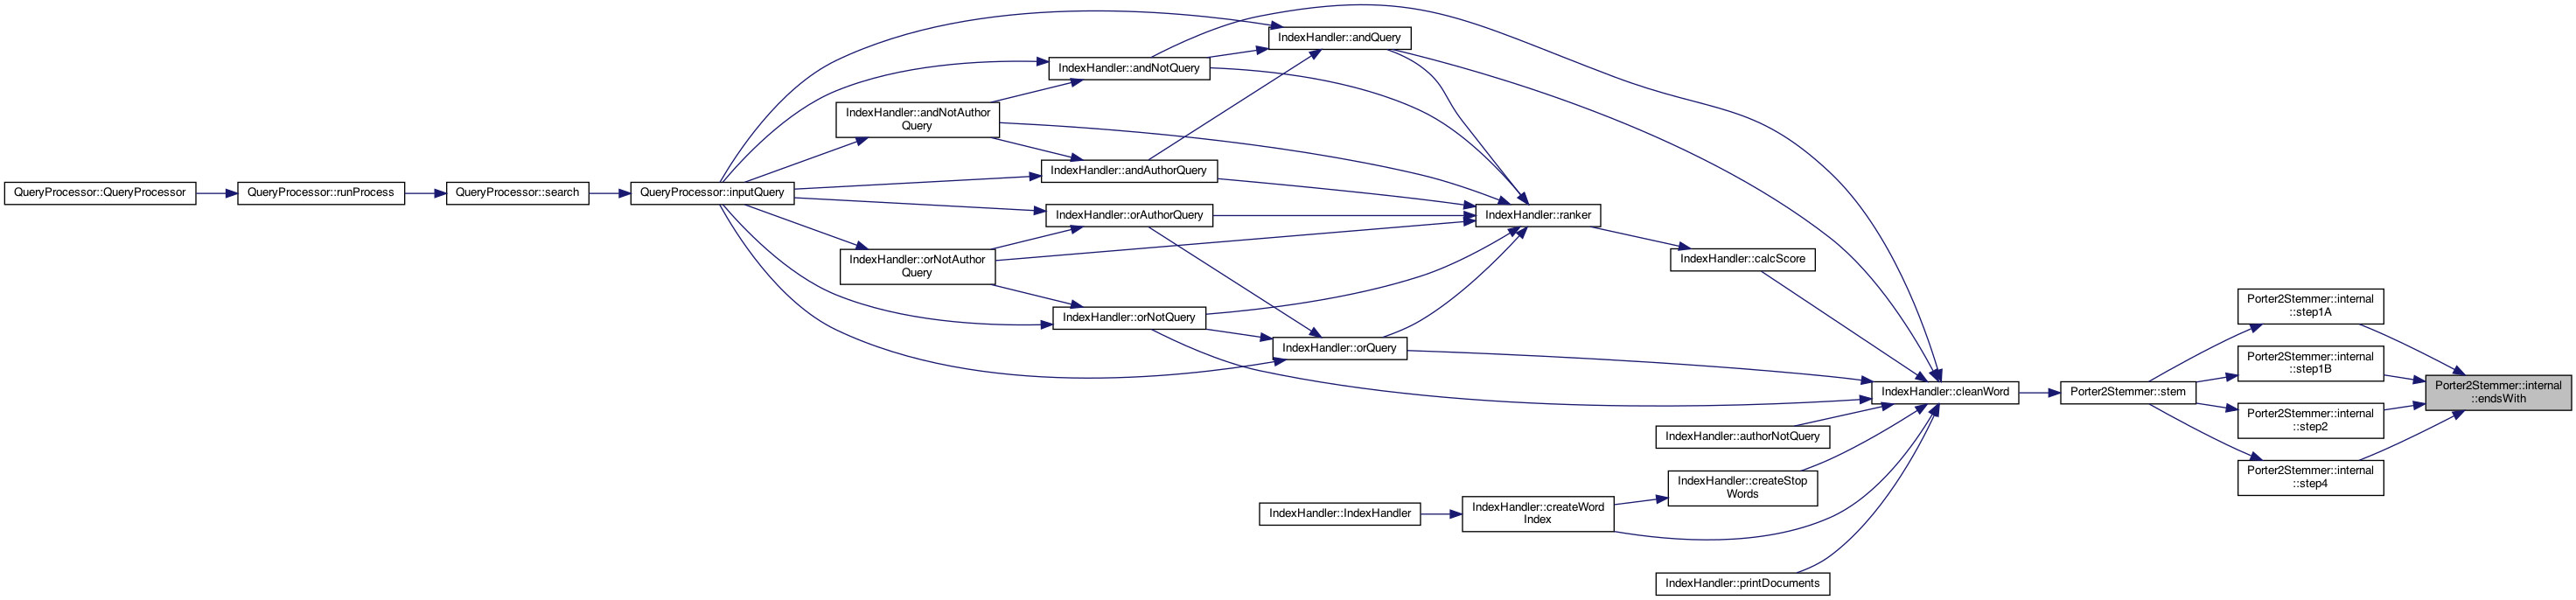 IndexHandler::andQuery
IndexHandler::andNotQuery
IndexHandler::andNotAuthor
Query
IndexHandler::andAuthorQuery
QueryProcessor::QueryProcessor
QueryProcessor::runProcess
QueryProcessor::search
QueryProcessor::inputQuery
IndexHandler::orAuthorQuery
IndexHandler::ranker
IndexHandler::orNotAuthor
Query
IndexHandler::calcScore
IndexHandler::orNotQuery
IndexHandler::orQuery
Porter2Stemmer::internal
::step1A
Porter2Stemmer::internal
::step1B
Porter2Stemmer::internal
::endsWith
IndexHandler::cleanWord
Porter2Stemmer::stem
Porter2Stemmer::internal
::step2
IndexHandler::authorNotQuery
Porter2Stemmer::internal
::step4
IndexHandler::createStop
Words
IndexHandler::IndexHandler
IndexHandler::createWord
Index
IndexHandler::printDocuments